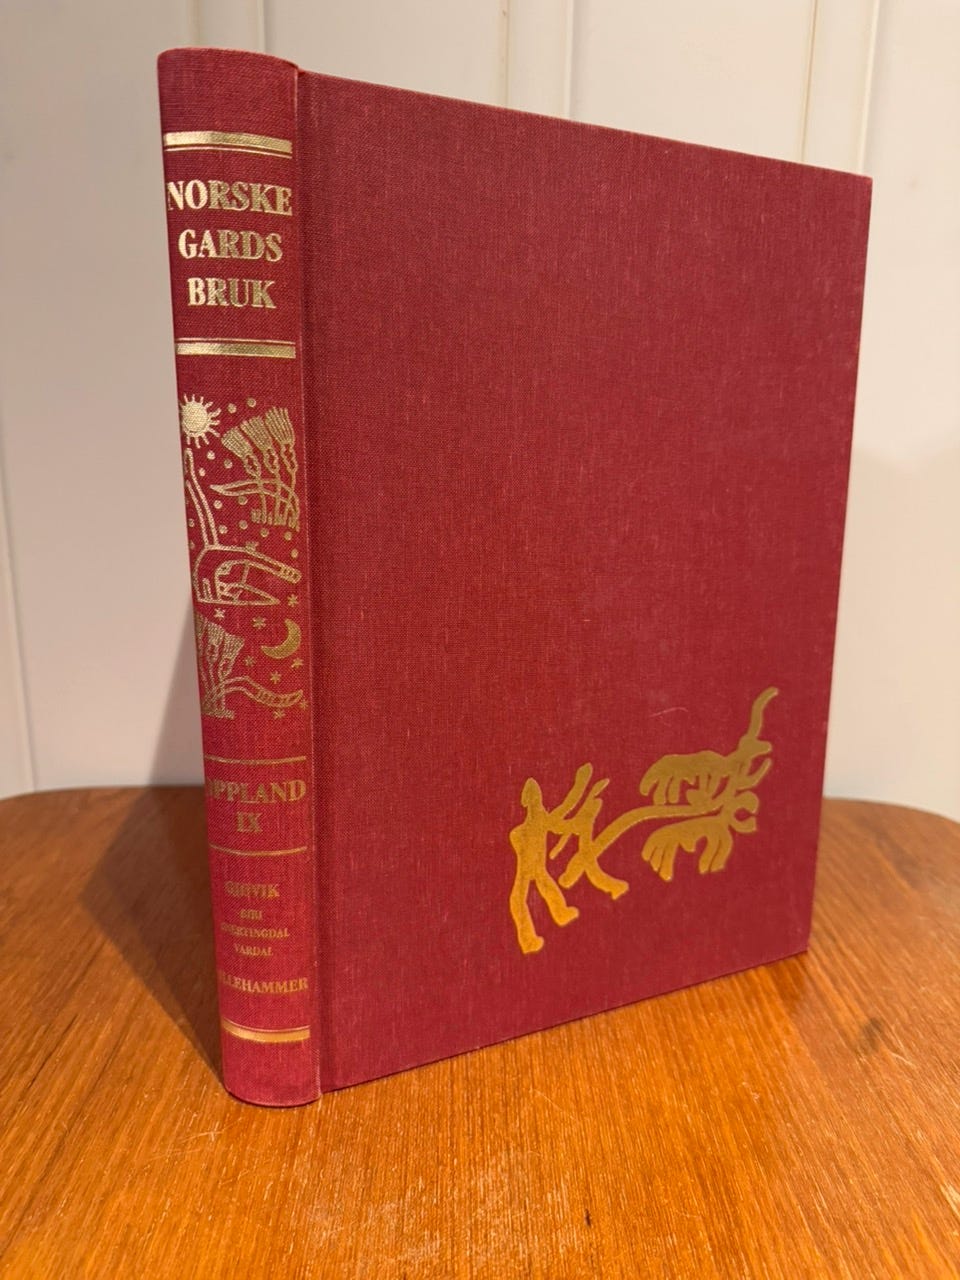 NORSKE
GARDS
BRUK
OPPLAND
IX
GJØVIK
BIRI
SNERTINGDAL
VARDAL
LILLEHAMMER